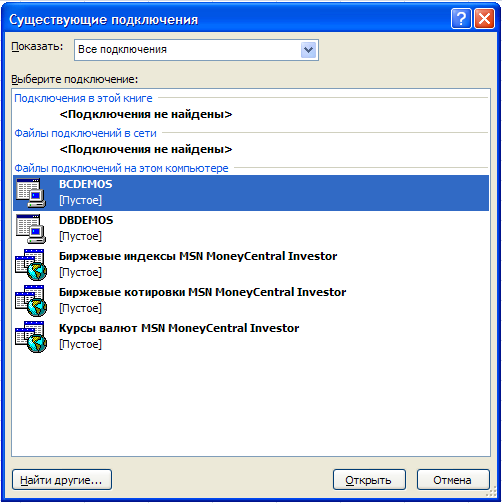 Существующие подключения
Показать: Все подключения
Выберите подключение:
Подключения в этой книге
<Подключения не найдены>
Файлы подключений в сети
<Подключения не найдены>
Файлы подключений на этом компьютере
BCDEMOS
[Пустое]
DBDEMOS
[Пустое]
Биржевые индексы MSN MoneyCentral Investor
[Пустое]
Биржевые котировки MSN MoneyCentral Investor
[Пустое]
Курсы валют MSN MoneyCentral Investor
[Пустое]
Найти другие... Открыть Отмена